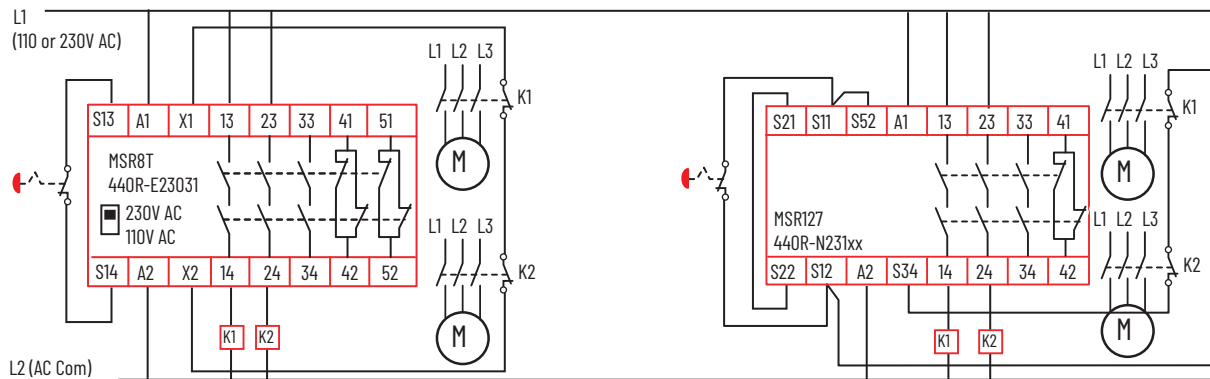 L1
(110 or 230V AC)
L1 L2 L3
K1
S13 A1 X1 13 23 33 41 51
MSR8T
440R-E23031
230V AC
110V AC
M
L1 L2 L3
K2
S14 A2 X2 14 24 34 42 52
K1 K2
M
L2 (AC Com)
L1 L2 L3
K1
S21 S11 S52 A1 13 23 33 41
M
MSR127
440R-N231xx
L1 L2 L3
K2
S22 S12 A2 S34 14 24 34 42
K1 K2
M